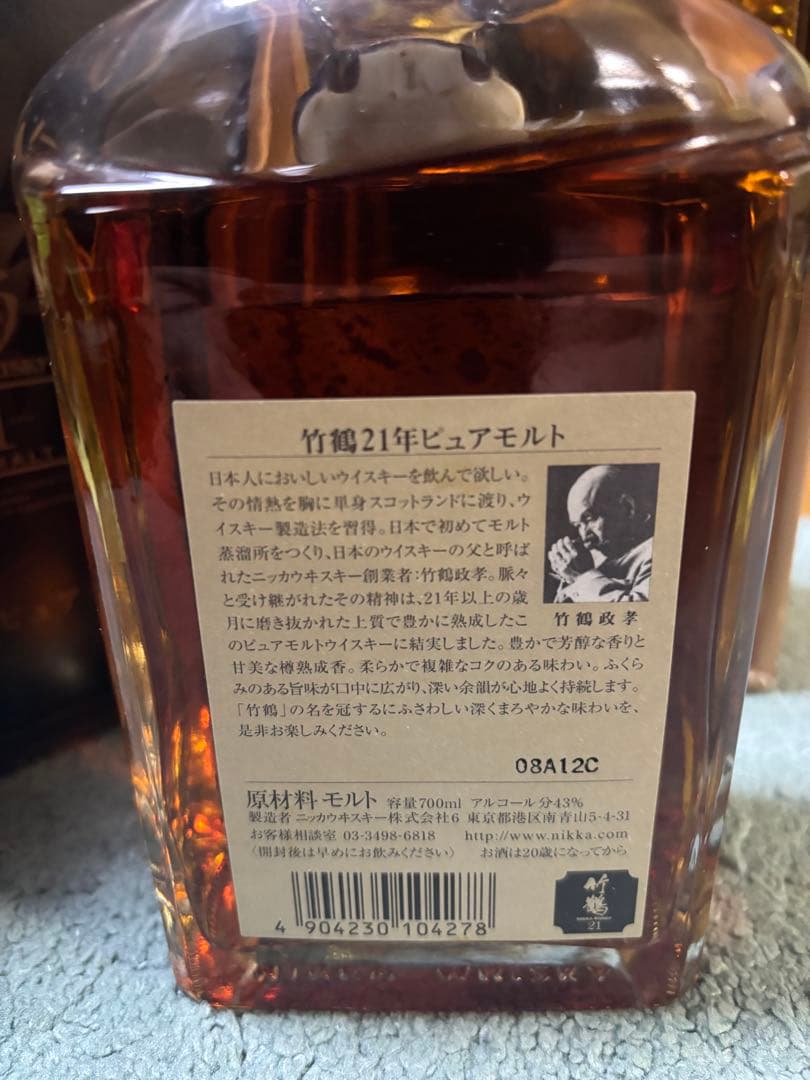 竹鶴21年ピュアモルト
日本人においしいウイスキーを飲んで欲しい。
その情熱を胸に単身スコットランドに渡り、ウ
イスキー製造法を習得。日本で初めてモルト
蒸溜所をつくり、日本のウイスキーの父と呼ば
れたニッカウヰスキー創業者:竹鶴政孝。脈々
と受け継がれたその精神は、21年以上の歳
月に磨き抜かれた上質で豊かに熟成したこ
のピュアモルトウイスキーに結実しました。豊かで芳醇な香りと
甘美な樽熟成香。柔らかで複雑なコクのある味わい。ふくら
みのある旨味が口中に広がり、深い余韻が心地よく持続します。
「竹鶴」の名を冠するにふさわしい深くまろやかな味わいを、
是非お楽しみください。
竹鶴政孝
08A12C
原材料 モルト 容量700ml アルコール分43%
製造者 ニッカウヰスキー株式会社6 東京都港区南青山5-4-31
お客様相談室 03-3498-6818 http://www.nikka.com
〈開封後は早めにお飲みください〉 お酒は20歳になってから
4 904230 104278
竹鶴
NIKKA WHISKY
21
NIKKA WHISKY